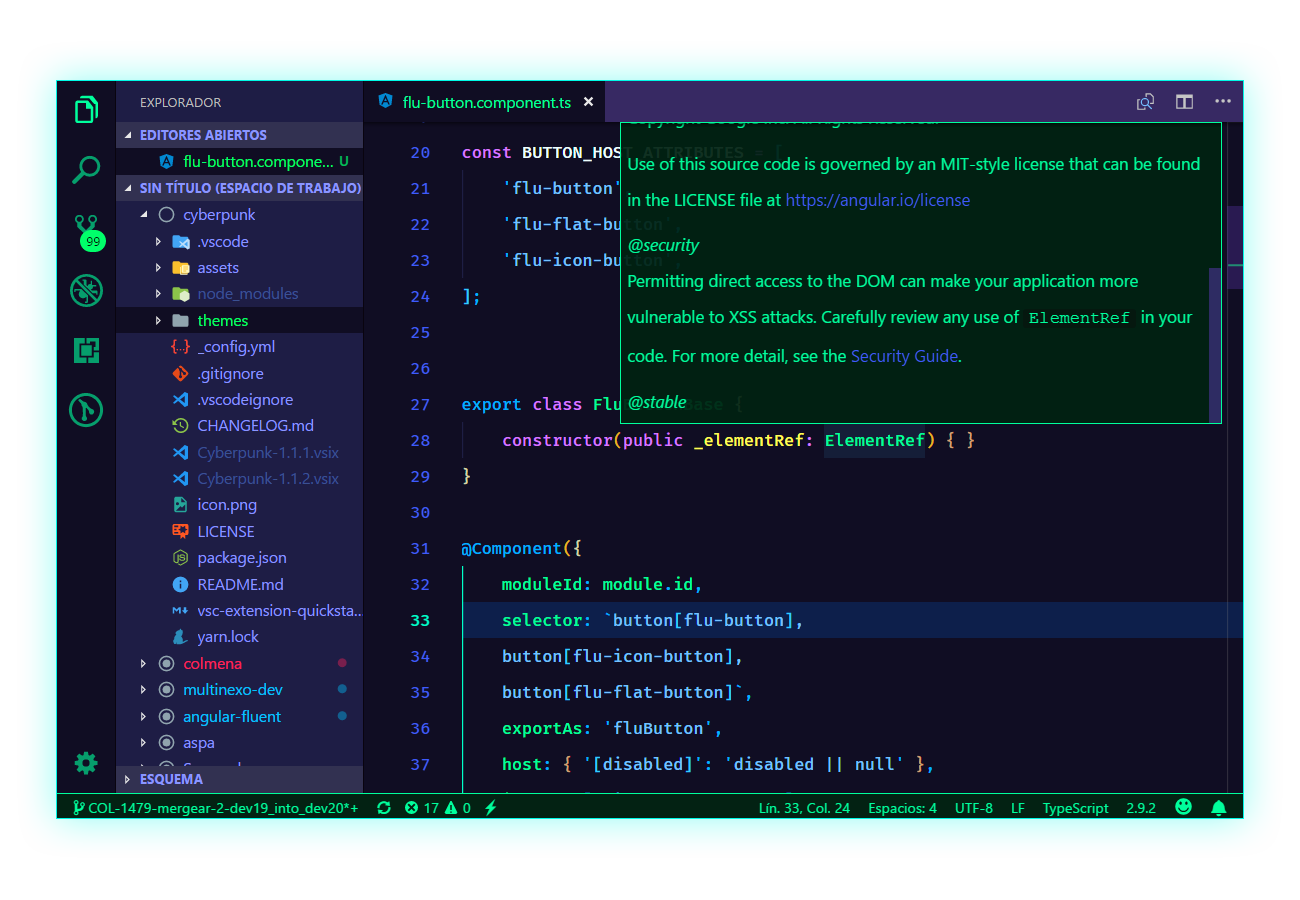 EXPLORADOR
EDITORES ABIERTOS
flu-button.compone... U
SIN TÍTULO (ESPACIO DE TRABAJO)
cyberpunk
.vscode
assets
node_modules
themes
_config.yml
.gitignore
.vscodeignore
CHANGELOG.md
Cyberpunk-1.1.1.vsix
Cyberpunk-1.1.2.vsix
icon.png
LICENSE
package.json
README.md
vsc-extension-quicksta...
yarn.lock
colmena
multinexo-dev
angular-fluent
aspa
ESQUEMA
99
flu-button.component.ts ×
20 const BUTTON_HOST_ATTRIBUTES = [
21 'flu-button'
22 'flu-flat-button',
23 'flu-icon-button',
24 ];
25
26
27 export class Flu Base {
28 constructor(public _elementRef: ElementRef) { }
29 }
30
31 @Component({
32 moduleId: module.id,
33 selector: `button[flu-button],
34 button[flu-icon-button],
35 button[flu-flat-button]`,
36 exportAs: 'fluButton',
37 host: { '[disabled]': 'disabled || null' },
Use of this source code is governed by an MIT-style license that can be found
in the LICENSE file at https://angular.io/license
@security
Permitting direct access to the DOM can make your application more
vulnerable to XSS attacks. Carefully review any use of ElementRef in your
code. For more detail, see the Security Guide.
@stable
COL-1479-mergear-2-dev19_into_dev20*+ 17 0 Lín. 33, Col. 24 Espacios: 4 UTF-8 LF TypeScript 2.9.2